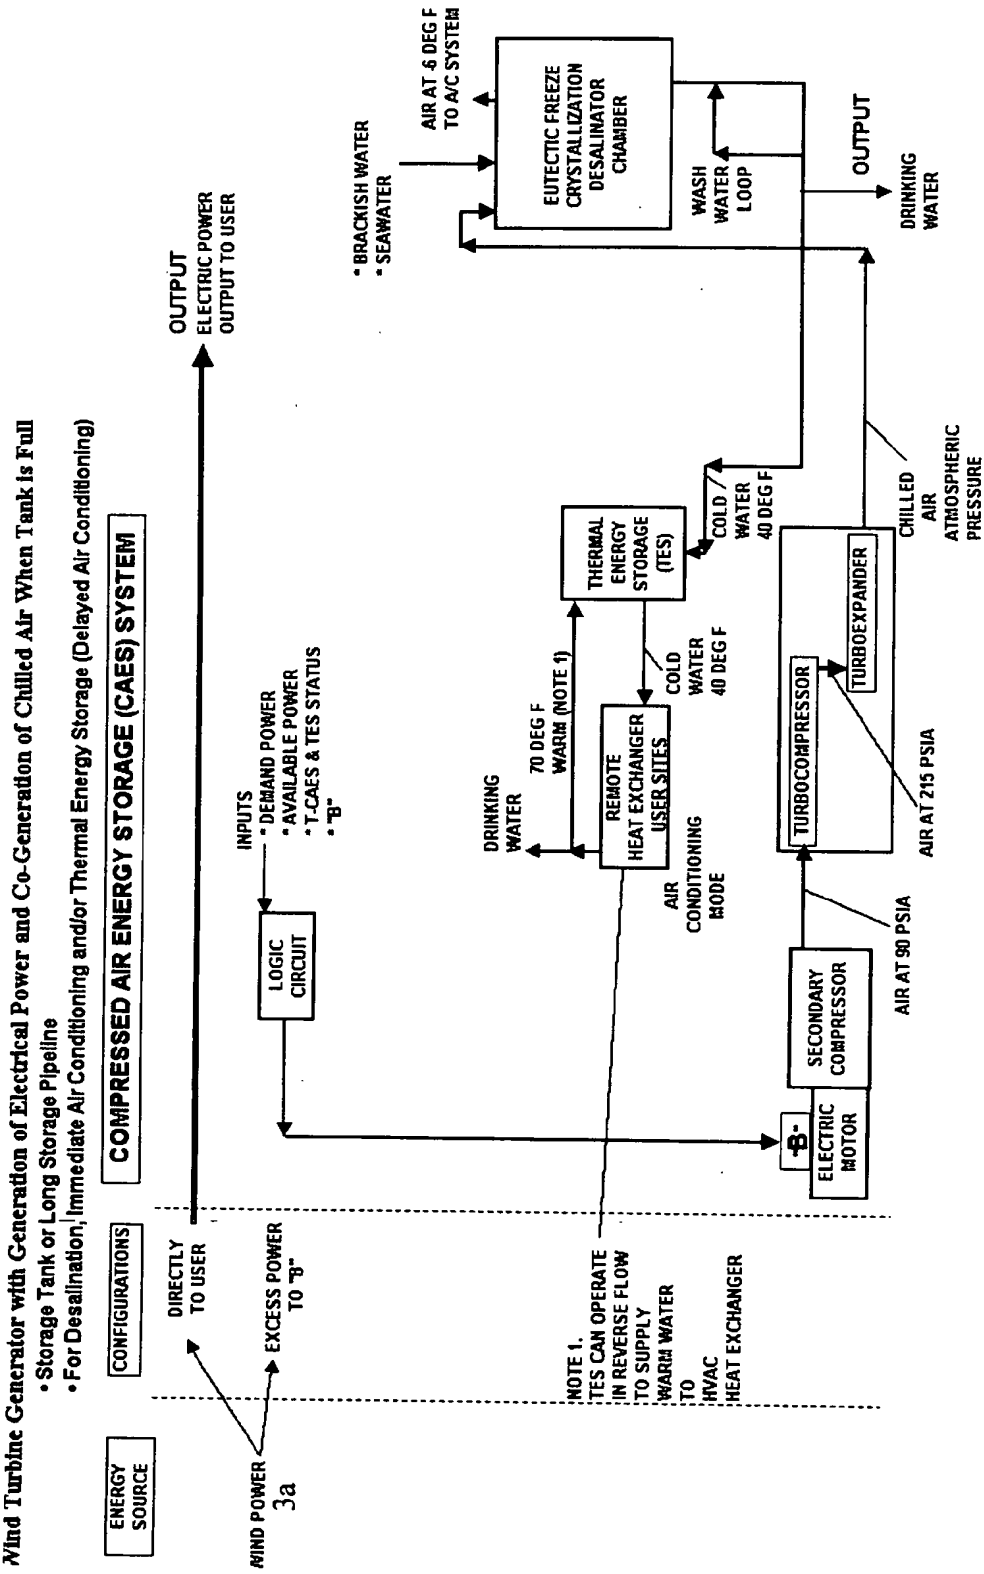 Wind Turbine Generator with Generation of Electrical Power and Co-Generation of Chilled Air When Tank is Full
• Storage Tank or Long Storage Pipeline
• For Desalination, Immediate Air Conditioning and/or Thermal Energy Storage (Delayed Air Conditioning)
ENERGY
SOURCE
CONFIGURATIONS
COMPRESSED AIR ENERGY STORAGE (CAES) SYSTEM
WIND POWER
3a
DIRECTLY
TO USER
EXCESS POWER
TO "B"
OUTPUT
ELECTRIC POWER
OUTPUT TO USER
INPUTS
* DEMAND POWER
* AVAILABLE POWER
* T-CAES & TES STATUS
* "B"
LOGIC
CIRCUIT
* BRACKISH WATER
* SEAWATER
AIR AT -6 DEG F
TO A/C SYSTEM
EUTECTIC FREEZE
CRYSTALLIZATION
DESALINATOR
CHAMBER
WASH
WATER
LOOP
OUTPUT
DRINKING
WATER
NOTE 1.
TES CAN OPERATE
IN REVERSE FLOW
TO SUPPLY
WARM WATER
TO
HVAC
HEAT EXCHANGER
DRINKING
WATER
70 DEG F
WARM (NOTE 1)
THERMAL
ENERGY
STORAGE
(TES)
REMOTE
HEAT EXCHANGER
USER SITES
AIR
CONDITIONING
MODE
COLD
WATER
40 DEG F
COLD
WATER
40 DEG F
"B"
ELECTRIC
MOTOR
SECONDARY
COMPRESSOR
AIR AT 90 PSIA
TURBOCOMPRESSOR
TURBOEXPANDER
AIR AT 215 PSIA
CHILLED
AIR
ATMOSPHERIC
PRESSURE